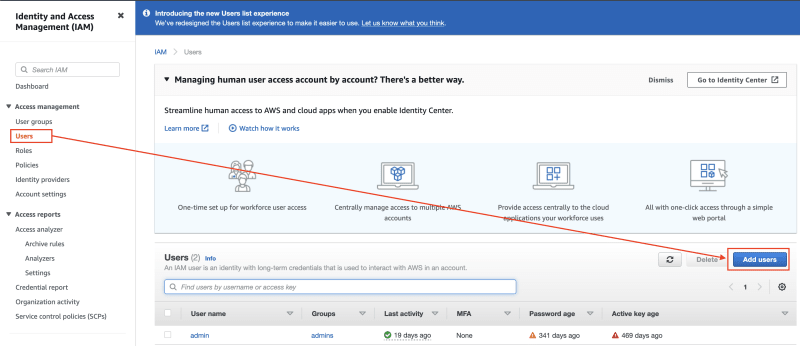 Identity and Access
Management (IAM)
Search IAM
Dashboard
Access management
User groups
Users
Roles
Policies
Identity providers
Account settings
Access reports
Access analyzer
Archive rules
Analyzers
Settings
Credential report
Organization activity
Service control policies (SCPs)
Introducing the new Users list experience
We've redesigned the Users list experience to make it easier to use. Let us know what you think.
IAM > Users
Managing human user access account by account? There's a better way.
Dismiss
Go to Identity Center
Streamline human access to AWS and cloud apps when you enable Identity Center.
Learn more
Watch how it works
One-time set up for workforce user access
Centrally manage access to multiple AWS
accounts
Provide access centrally to the cloud
applications your workforce uses
All with one-click access through a simple
web portal
Users (2) Info
An IAM user is an identity with long-term credentials that is used to interact with AWS in an account.
Delete
Add users
Find users by username or access key
1
User name Groups Last activity MFA Password age Active key age
admin admins 19 days ago None 341 days ago 469 days ago